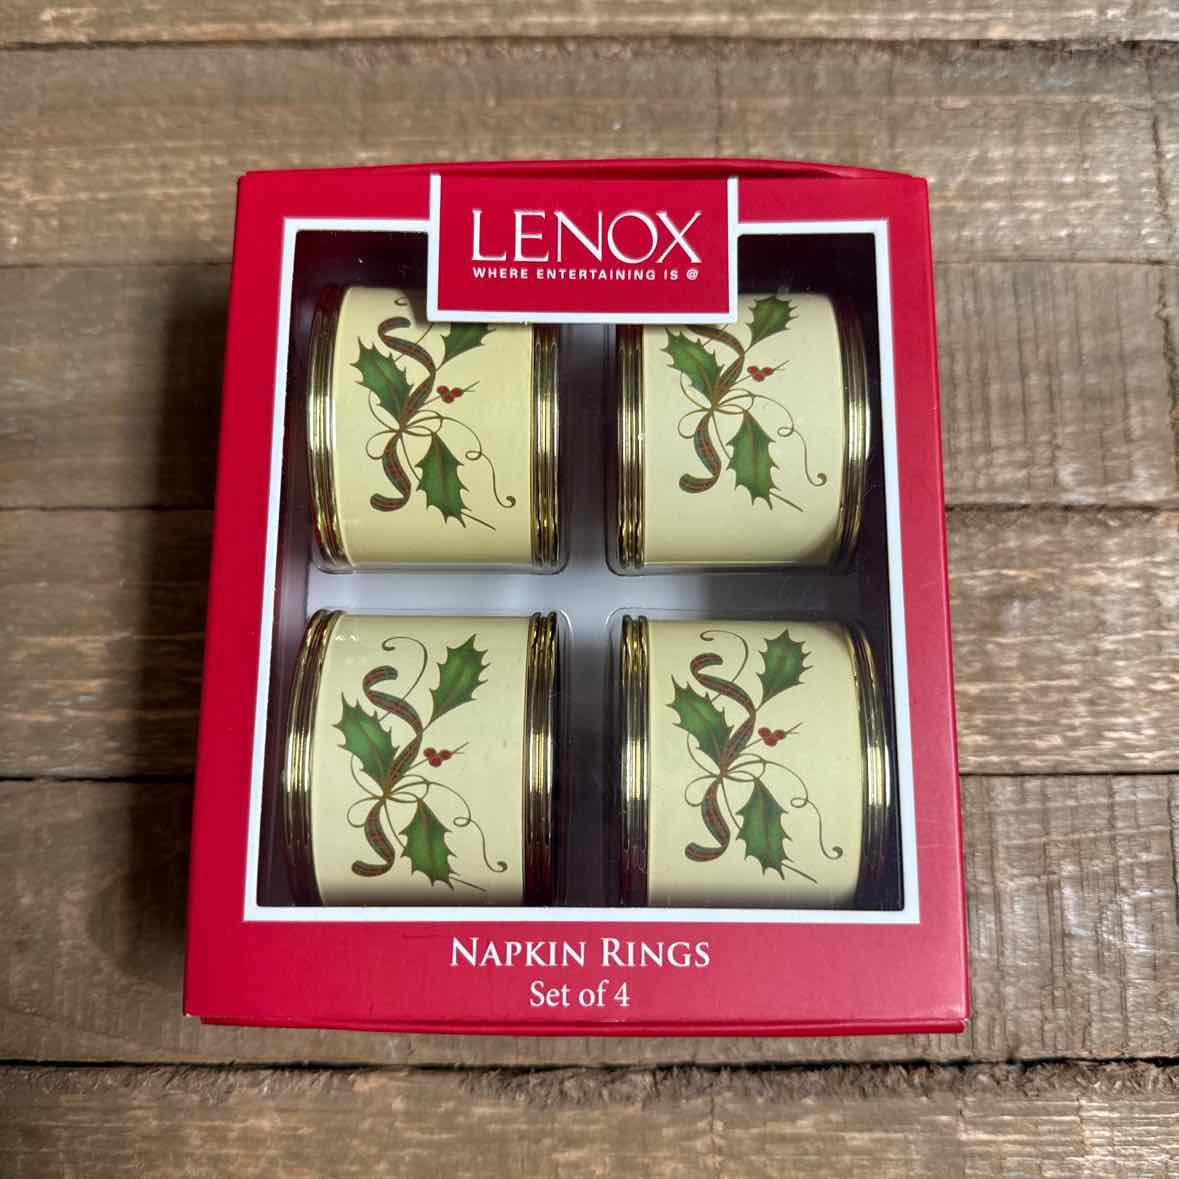 LENOX
WHERE ENTERTAINING IS @
NAPKIN RINGS
Set of 4